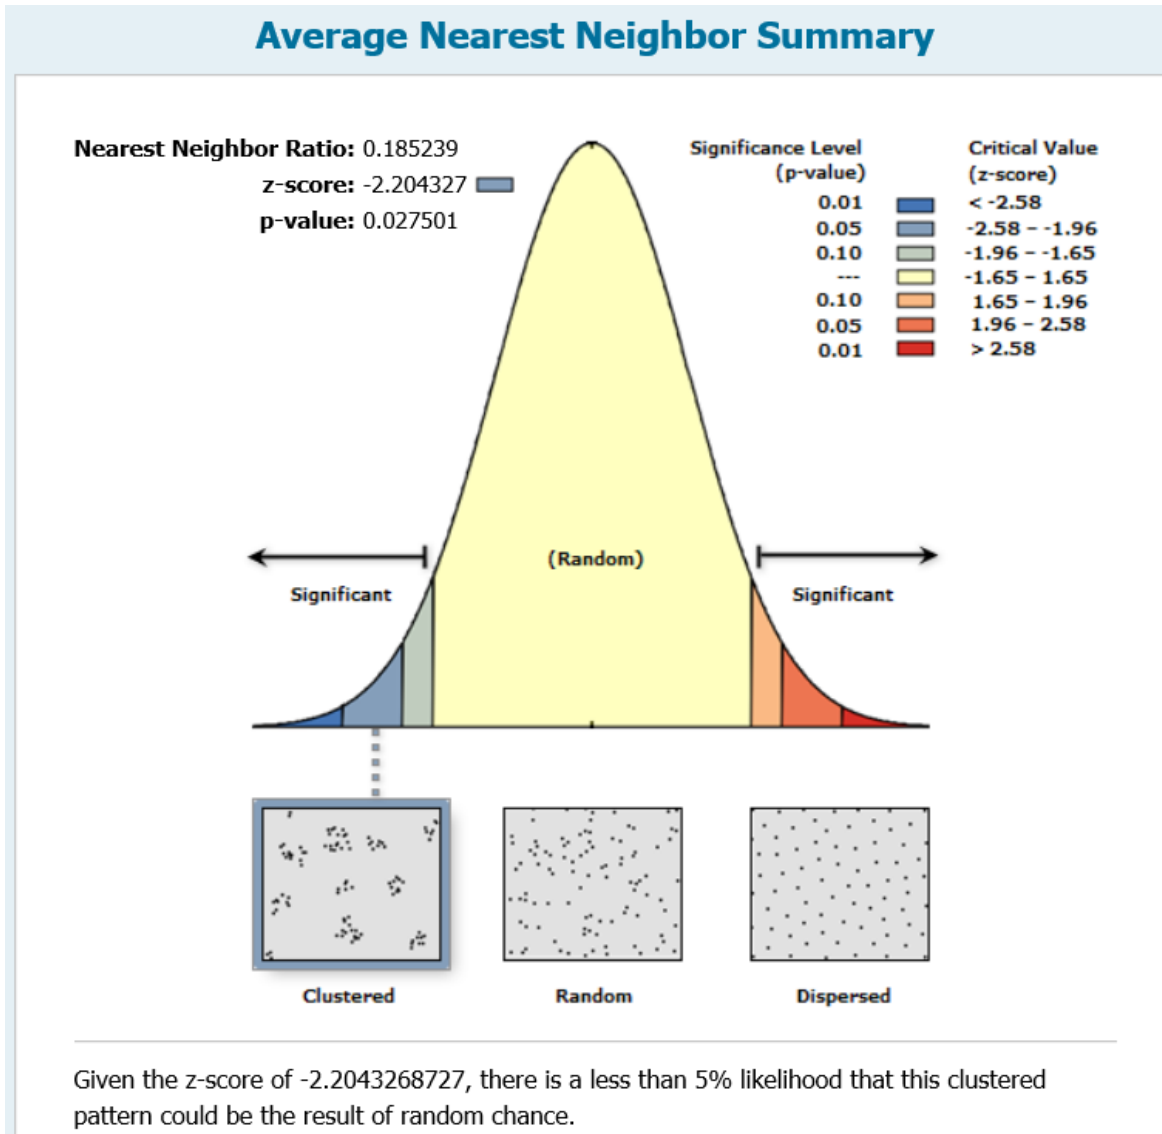 Average Nearest Neighbor Summary
Nearest Neighbor Ratio: 0.185239
z-score: -2.204327
p-value: 0.027501
Significance Level
(p-value)
Critical Value
(z-score)
0.01 < -2.58
0.05 -2.58 – -1.96
0.10 -1.96 – -1.65
--- -1.65 – 1.65
0.10 1.65 – 1.96
0.05 1.96 – 2.58
0.01 > 2.58
(Random)
Significant
Significant
Clustered
Random
Dispersed
Given the z-score of -2.2043268727, there is a less than 5% likelihood that this clustered
pattern could be the result of random chance.